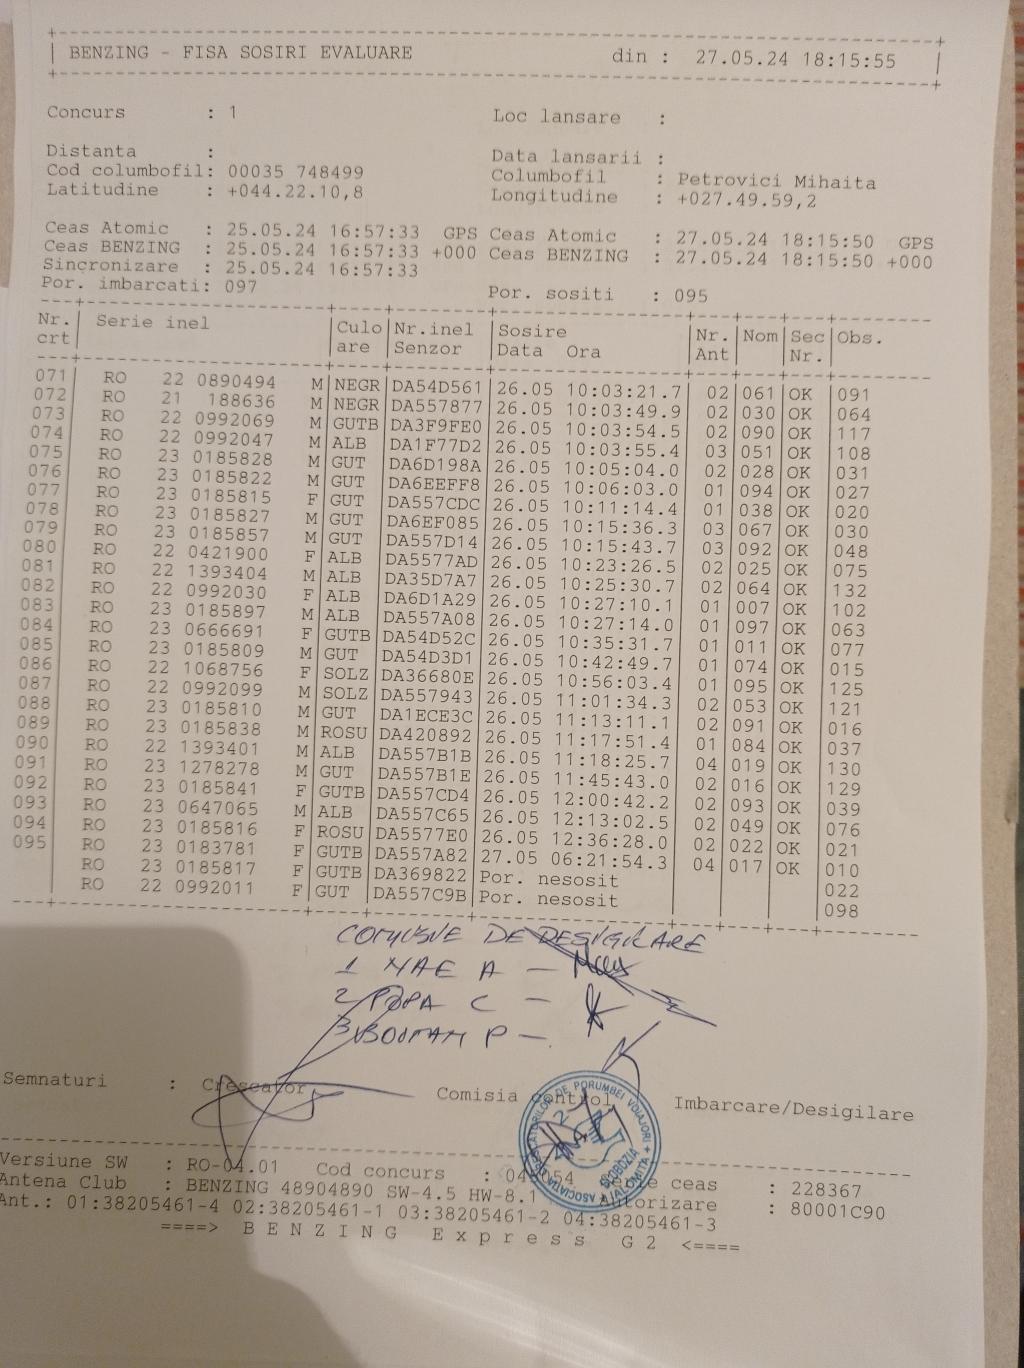 BENZING - FISA SOSIRI EVALUARE din : 27.05.24 18:15:55
Concurs : 1 Loc lansare :
Distanta : Data lansarii :
Cod columbofil: 00035 748499 Columbofil : Petrovici Mihaita
Latitudine : +044.22.10,8 Longitudine : +027.49.59,2
Ceas Atomic : 25.05.24 16:57:33 GPS Ceas Atomic : 27.05.24 18:15:50 GPS
Ceas BENZING : 25.05.24 16:57:33 +000 Ceas BENZING : 27.05.24 18:15:50 +000
Sincronizare : 25.05.24 16:57:33
Por. imbarcati: 097 Por. sositi : 095
Nr. Serie inel Culo Nr.inel Sosire Nr. Nom Sec Obs.
crt are Senzor Data Ora Ant Nr.
071 RO 22 0890494 M NEGR DA54D561 26.05 10:03:21.7 02 061 OK 091
072 RO 21 188636 M NEGR DA557877 26.05 10:03:49.9 02 030 OK 064
073 RO 22 0992069 M GUTB DA3F9FE0 26.05 10:03:54.5 02 090 OK 117
074 RO 22 0992047 M ALB DA1F77D2 26.05 10:03:55.4 03 051 OK 108
075 RO 23 0185828 M GUT DA6D198A 26.05 10:05:04.0 02 028 OK 031
076 RO 23 0185822 M GUT DA6EEFF8 26.05 10:06:03.0 01 094 OK 027
077 RO 23 0185815 F GUT DA557CDC 26.05 10:11:14.4 01 038 OK 020
078 RO 23 0185827 M GUT DA6EF085 26.05 10:15:36.3 03 067 OK 030
079 RO 23 0185857 M GUT DA557D14 26.05 10:15:43.7 03 092 OK 048
080 RO 22 0421900 F ALB DA5577AD 26.05 10:23:26.5 02 025 OK 075
081 RO 22 1393404 M ALB DA35D7A7 26.05 10:25:30.7 02 064 OK 132
082 RO 22 0992030 F ALB DA6D1A29 26.05 10:27:10.1 01 007 OK 102
083 RO 23 0185897 M ALB DA557A08 26.05 10:27:14.0 01 097 OK 063
084 RO 23 0666691 F GUTB DA54D52C 26.05 10:35:31.7 01 011 OK 077
085 RO 23 0185809 M GUT DA54D3D1 26.05 10:42:49.7 01 074 OK 015
086 RO 22 1068756 F SOLZ DA36680E 26.05 10:56:03.4 01 095 OK 125
087 RO 22 0992099 M SOLZ DA557943 26.05 11:01:34.3 02 053 OK 121
088 RO 23 0185810 M GUT DA1ECE3C 26.05 11:13:11.1 02 091 OK 016
089 RO 23 0185838 M ROSU DA420892 26.05 11:17:51.4 01 084 OK 037
090 RO 22 1393401 M ALB DA557B1B 26.05 11:18:25.7 04 019 OK 130
091 RO 23 1278278 M GUT DA557B1E 26.05 11:45:43.0 02 016 OK 129
092 RO 23 0185841 F GUTB DA557CD4 26.05 12:00:42.2 02 093 OK 039
093 RO 23 0647065 M ALB DA557C65 26.05 12:13:02.5 02 049 OK 076
094 RO 23 0185816 F ROSU DA5577E0 26.05 12:36:28.0 02 022 OK 021
095 RO 23 0183781 F GUTB DA557A82 27.05 06:21:54.3 04 017 OK 010
RO 23 0185817 F GUTB DA369822 Por. nesosit 022
RO 22 0992011 F GUT DA557C9B Por. nesosit 098
DE DESIGILARE
1 NAE A -
2 POPA C -
3 P -
Semnaturi : Crescator Comisia Control Imbarcare/Desigilare
PORUMBEI VOIAJORI SLOBOZIA IALOMITA
Versiune SW : RO-04.01 Cod concurs : ceas : 228367
Antena Club : BENZING 48904890 SW-4.5 HW-8.1 Autorizare : 80001C90
Ant.: 01:38205461-4 02:38205461-1 03:38205461-2 04:38205461-3
====> B E N Z I N G E x p r e s s G 2 <====